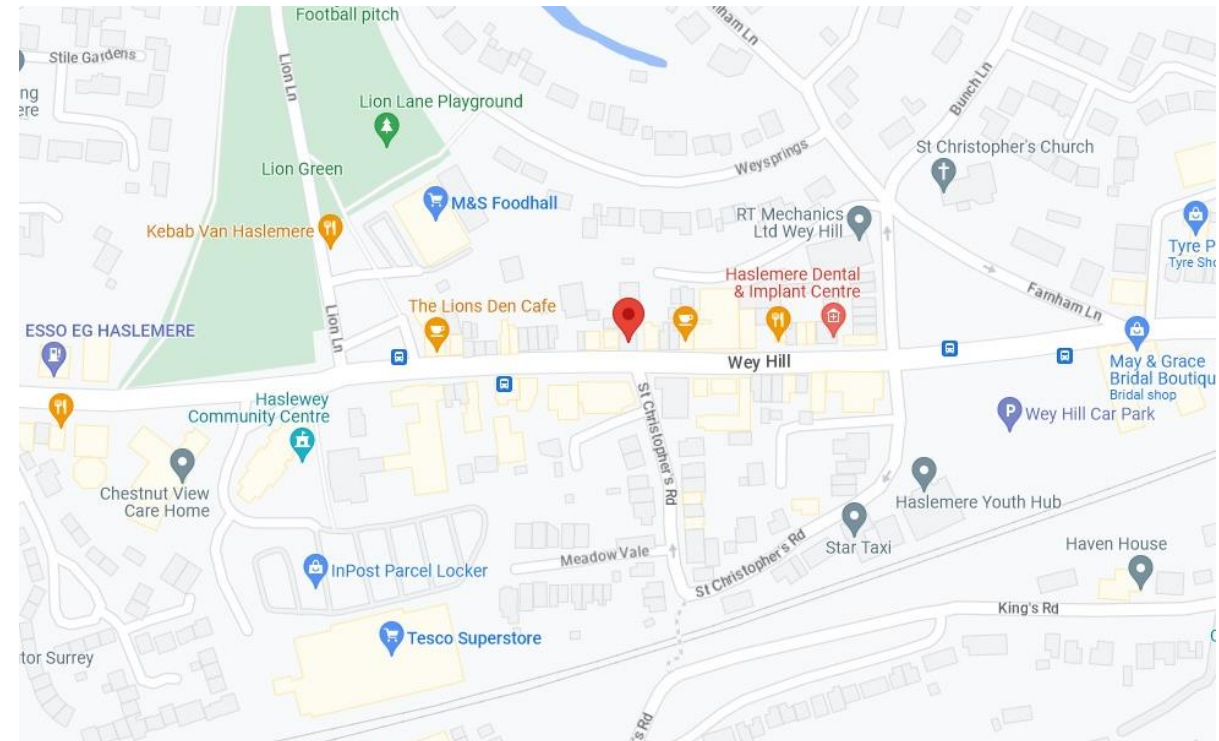 Football pitch
Stile Gardens
ng
ere
Lion Ln
Lion Lane Playground
Lion Green
nham Ln
Bunch Ln
St Christopher's Church
Weysprings
M&S Foodhall
Kebab Van Haslemere
RT Mechanics
Ltd Wey Hill
Tyre P
Tyre Sho
Haslemere Dental
& Implant Centre
Farnham Ln
The Lions Den Cafe
Lion Ln
ESSO EG HASLEMERE
Wey Hill
May & Grace
Bridal Boutiqu
Bridal shop
Haslewey
Community Centre
St Christopher's Rd
P
Wey Hill Car Park
Chestnut View
Care Home
Haslemere Youth Hub
Star Taxi
Meadow Vale
St Christopher's Rd
Haven House
InPost Parcel Locker
King's Rd
Tesco Superstore
tor Surrey
's Rd